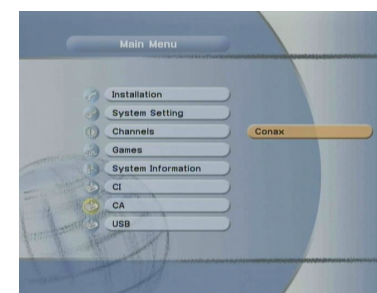 Main Menu
Installation
System Setting
Channels
Conax
Games
System Information
CI
CA
USB